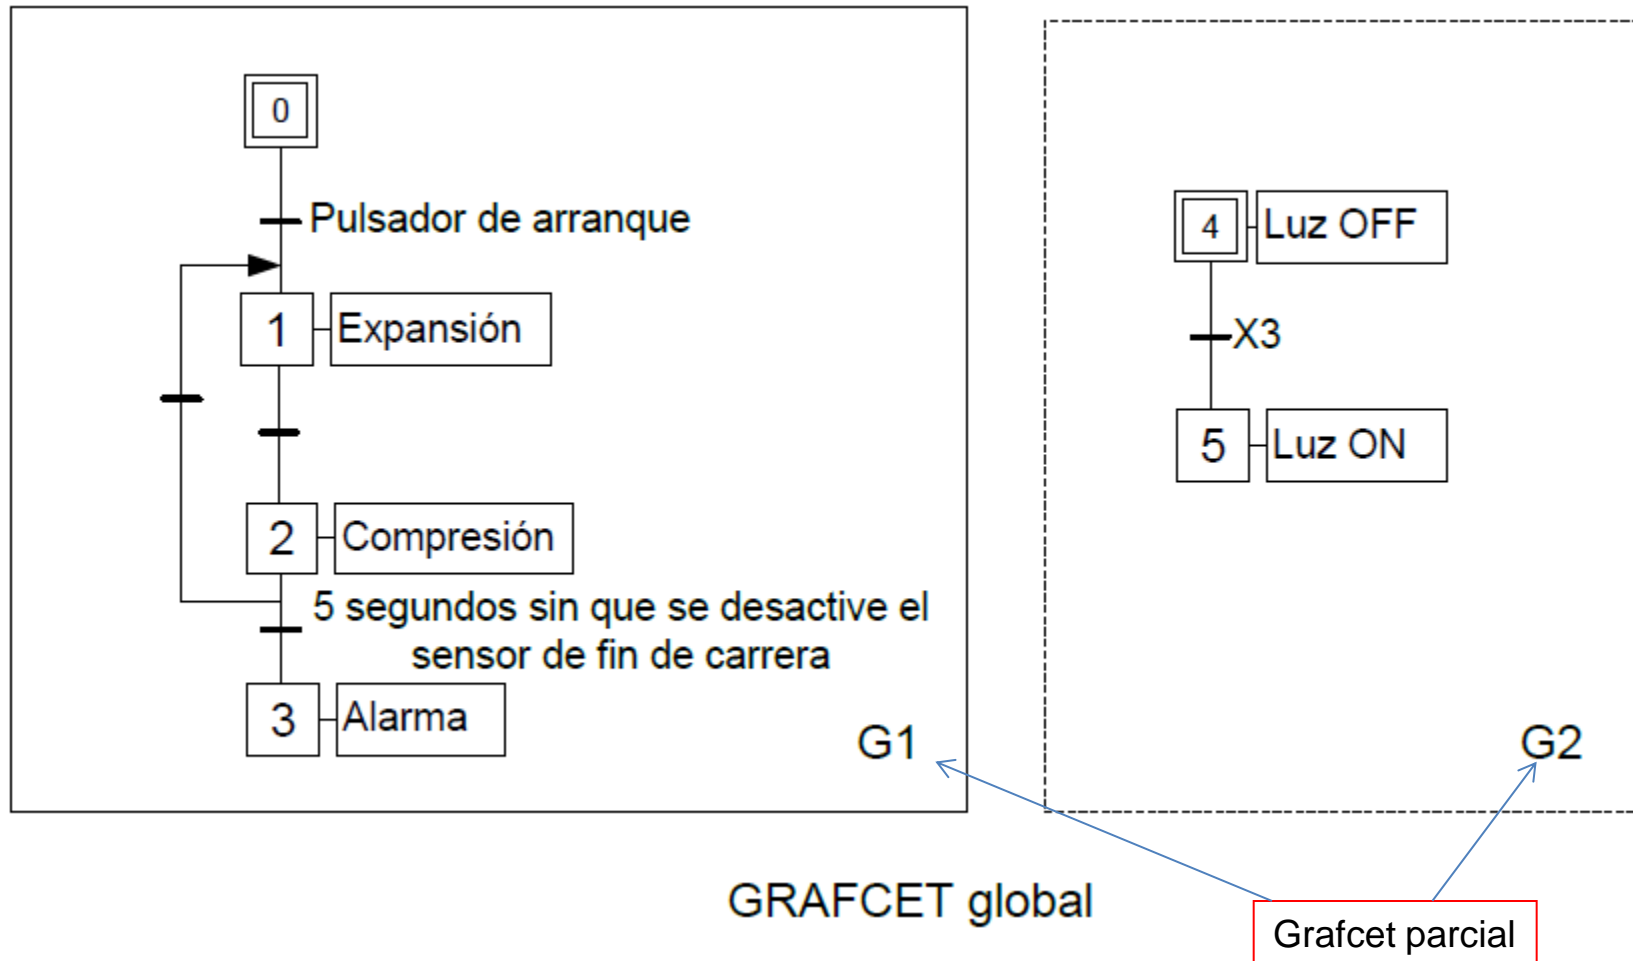 0
Pulsador de arranque
1 Expansión
2 Compresión
5 segundos sin que se desactive el
sensor de fin de carrera
3 Alarma
G1
4 Luz OFF
X3
5 Luz ON
G2
GRAFCET global
Grafcet parcial